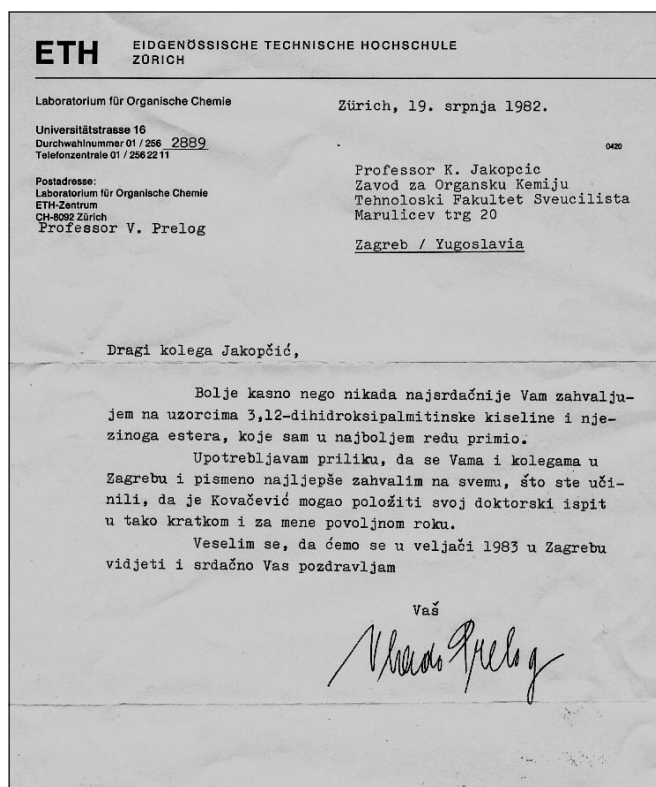 ETH
EIDGENÖSSISCHE TECHNISCHE HOCHSCHULE
ZÜRICH
Laboratorium für Organische Chemie
Universitätstrasse 16
Durchwahlnummer 01 / 256 2889
Telefonzentrale 01 / 256 22 11
Postadresse:
Laboratorium für Organische Chemie
ETH-Zentrum
CH-8092 Zürich
Professor V. Prelog
Zürich, 19. srpnja 1982.
0420
Professor K. Jakopcic
Zavod za Organsku Kemiju
Tehnoloski Fakultet Sveucilista
Marulicev trg 20
Zagreb / Yugoslavia
Dragi kolega Jakopčić,
Bolje kasno nego nikada najsrdačnije Vam zahvalju-
jem na uzorcima 3,12-dihidroksipalmitinske kiseline i nje-
zinoga estera, koje sam u najboljem redu primio.
Upotrebljavam priliku, da se Vama i kolegama u
Zagrebu i pismeno najljepše zahvalim na svemu, što ste uči-
nili, da je Kovačević mogao položiti svoj doktorski ispit
u tako kratkom i za mene povoljnom roku.
Veselim se, da ćemo se u veljači 1983 u Zagrebu
vidjeti i srdačno Vas pozdravljam
Vaš
Vlado Prelog